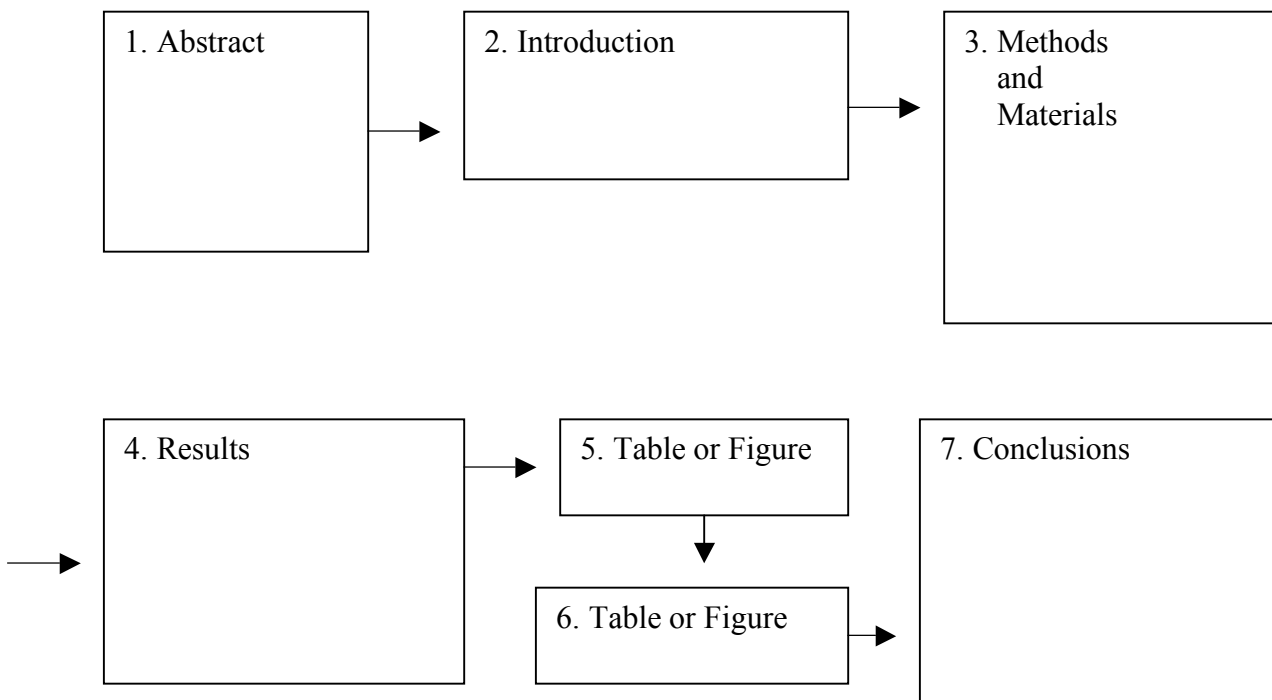 1. Abstract
2. Introduction
3. Methods
and
Materials
4. Results
5. Table or Figure
6. Table or Figure
7. Conclusions